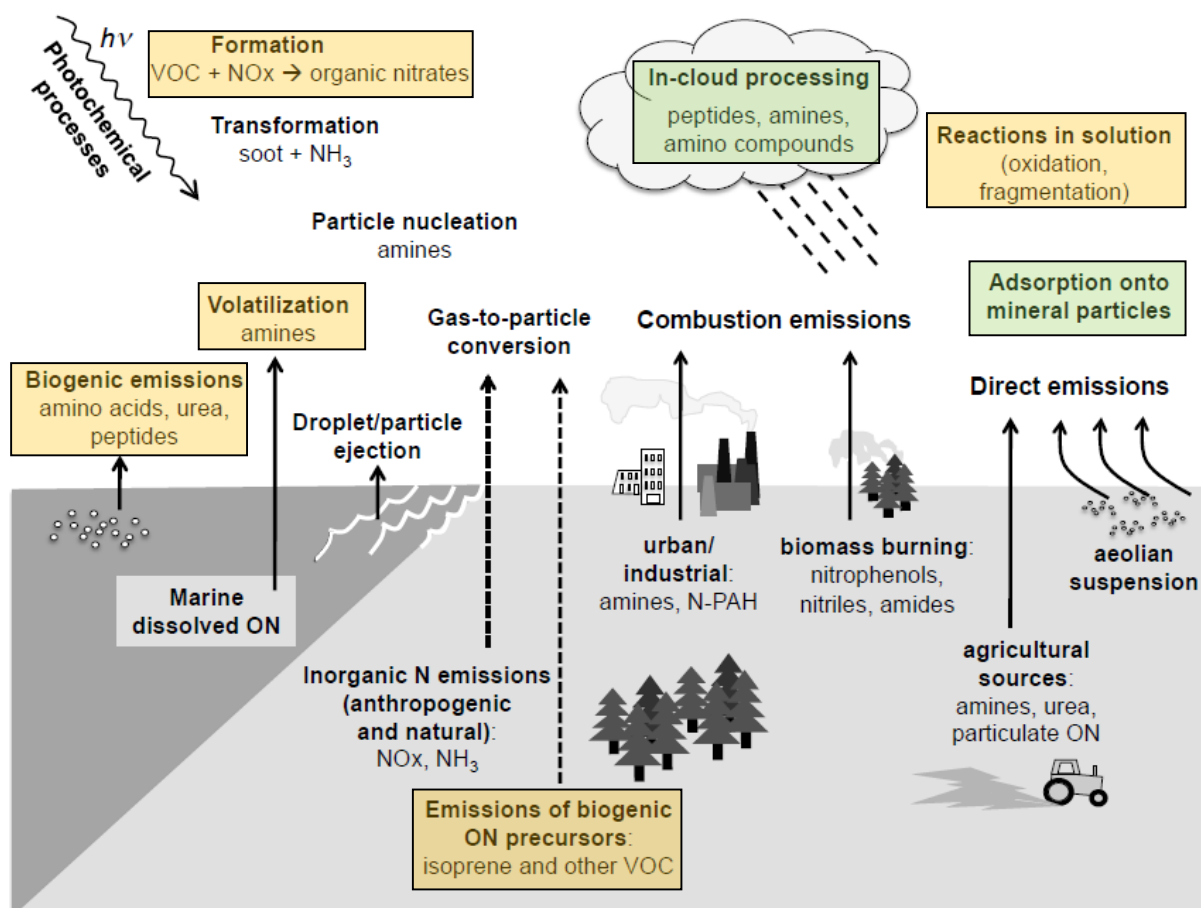 hν
Photochemical
processes
Formation
VOC + NOx → organic nitrates
Transformation
soot + NH₃
In-cloud processing
peptides, amines,
amino compounds
Reactions in solution
(oxidation,
fragmentation)
Particle nucleation
amines
Volatilization
amines
Gas-to-particle
conversion
Combustion emissions
Adsorption onto
mineral particles
Biogenic emissions
amino acids, urea,
peptides
Droplet/particle
ejection
Direct emissions
Marine
dissolved ON
urban/
industrial:
amines, N-PAH
biomass burning:
nitrophenols,
nitriles, amides
aeolian
suspension
Inorganic N emissions
(anthropogenic
and natural):
NOx, NH₃
agricultural
sources:
amines, urea,
particulate ON
Emissions of biogenic
ON precursors:
isoprene and other VOC